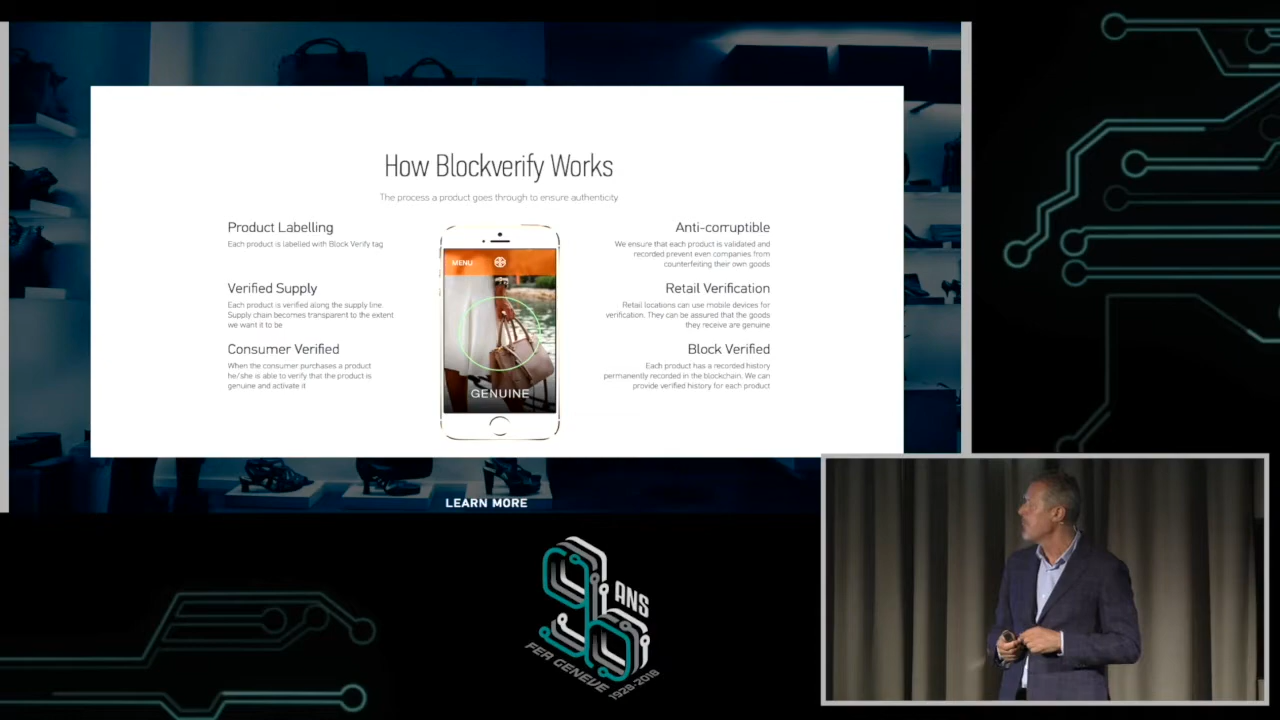 How Blockverify Works
The process a product goes through to ensure authenticity
Product Labelling
Each product is labelled with Block Verify tag
Verified Supply
Each product is verified along the supply line.
Supply chain becomes transparent to the extent
we want it to be
Consumer Verified
When the consumer purchases a product
he/she is able to verify that the product is
genuine and activate it
MENU
GENUINE
Anti-corruptible
We ensure that each product is validated and
recorded prevent even companies from
counterfeiting their own goods
Retail Verification
Retail locations can use mobile devices for
verification. They can be assured that the goods
they receive are genuine
Block Verified
Each product has a recorded history
permanently recorded in the blockchain. We can
provide verified history for each product
LEARN MORE
90
ANS
FER GENEVE
1928-2018